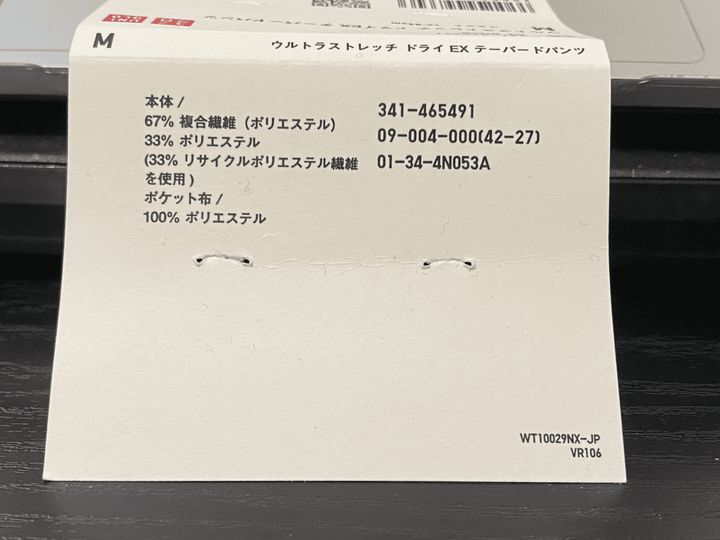 M
ウルトラストレッチ ドライ EX テーパードパンツ
本体 /
67% 複合繊維 (ポリエステル)
33% ポリエステル
(33% リサイクルポリエステル繊維
を使用 )
ポケット布 /
100% ポリエステル
341-465491
09-004-000(42-27)
01-34-4N053A
WT10029NX-JP
VR106